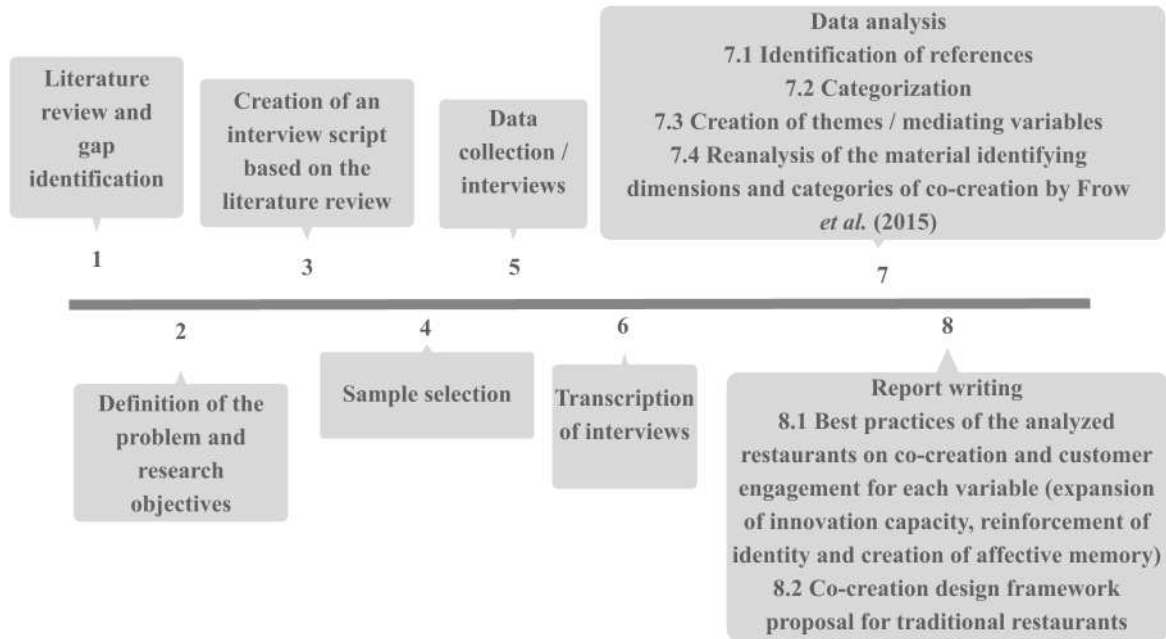 Literature
review and
gap
identification
1
2
Definition of the
problem and
research
objectives
Creation of an
interview script
based on the
literature review
3
4
Sample selection
Data
collection /
interviews
5
6
Transcription
of interviews
Data analysis
7.1 Identification of references
7.2 Categorization
7.3 Creation of themes / mediating variables
7.4 Reanalysis of the material identifying
dimensions and categories of co-creation by Frow
et al. (2015)
7
8
Report writing
8.1 Best practices of the analyzed
restaurants on co-creation and customer
engagement for each variable (expansion
of innovation capacity, reinforcement of
identity and creation of affective memory)
8.2 Co-creation design framework
proposal for traditional restaurants